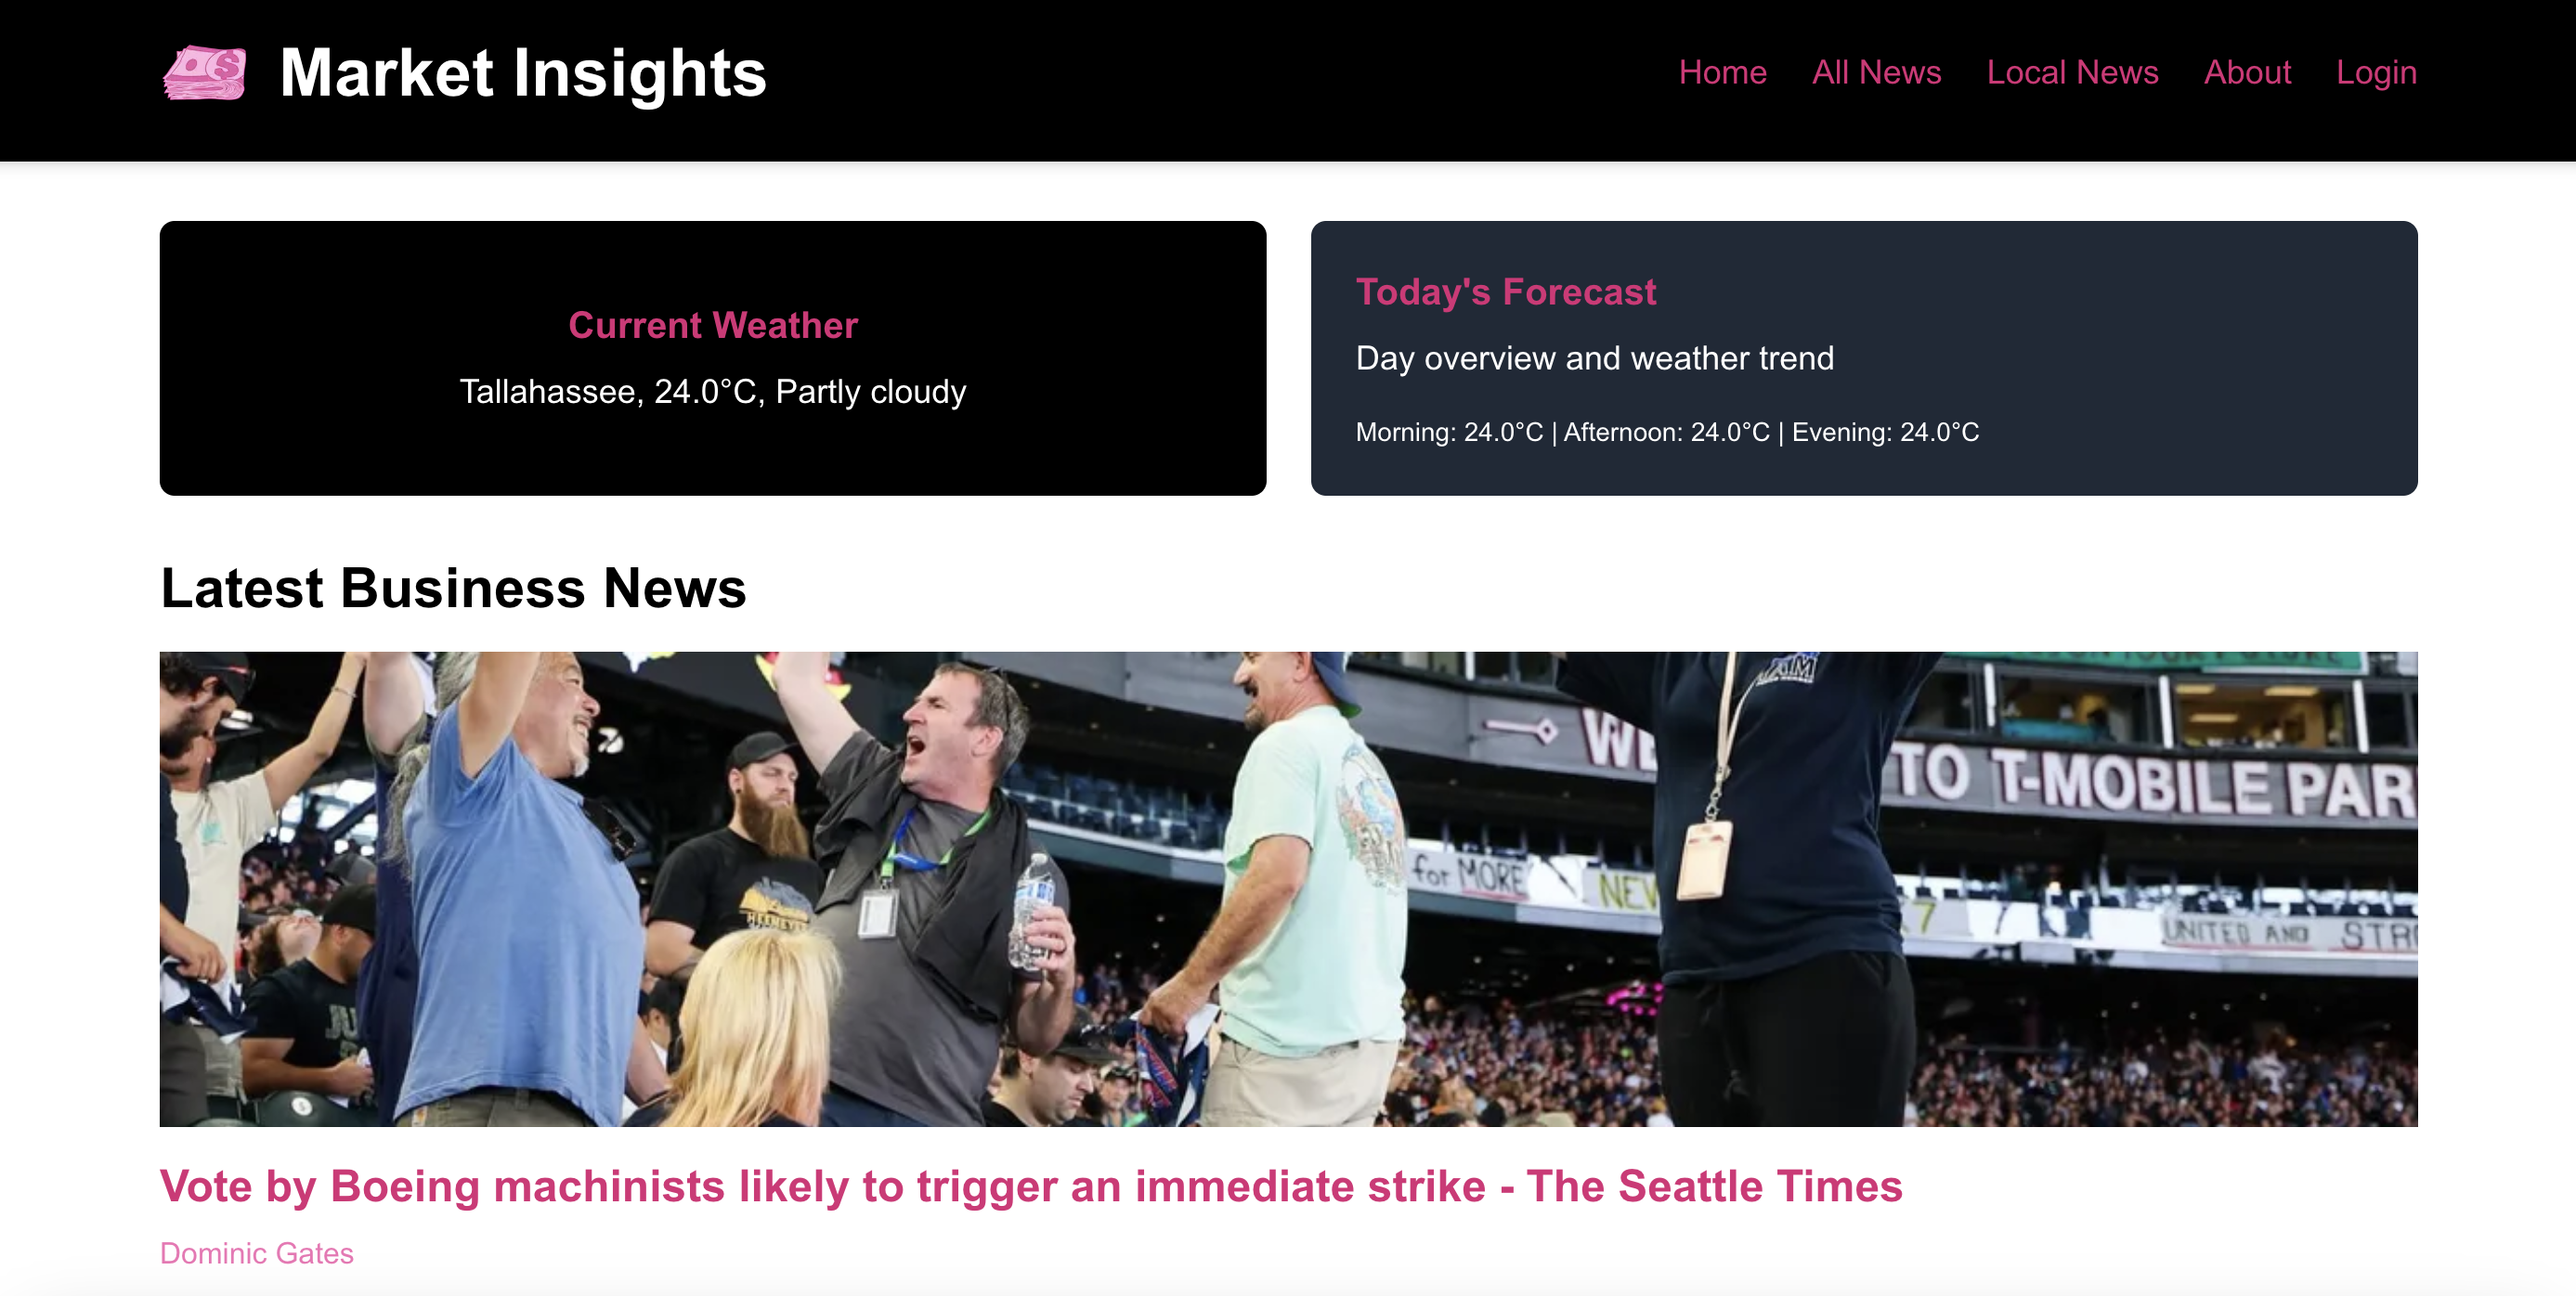 Market Insights
Home
All News
Local News
About
Login
Current Weather
Tallahassee, 24.0°C, Partly cloudy
Today's Forecast
Day overview and weather trend
Morning: 24.0°C | Afternoon: 24.0°C | Evening: 24.0°C
Latest Business News
TO T-MOBILE PAR
for MORE
UNITED AND STR
Vote by Boeing machinists likely to trigger an immediate strike - The Seattle Times
Dominic Gates